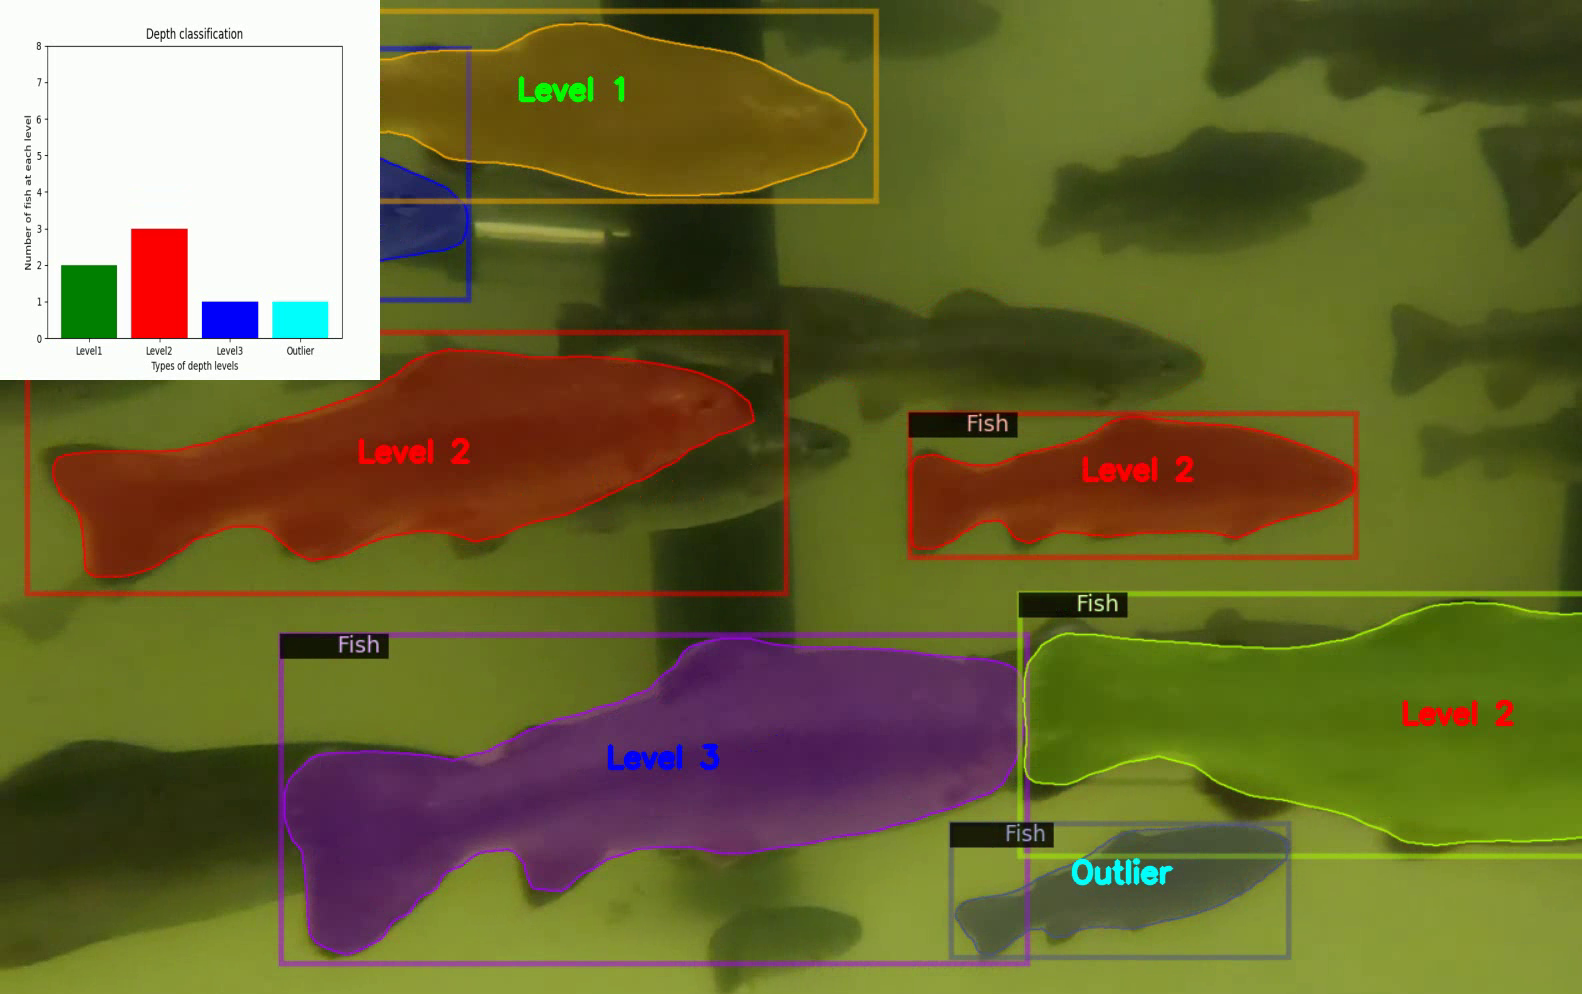 Depth classification
8
7
6
5
4
3
2
1
0
Number of fish at each level
Level1 Level2 Level3 Outlier
Types of depth levels
Level 1
Level 2
Fish
Level 2
Fish
Level 2
Fish
Level 3
Fish
Outlier